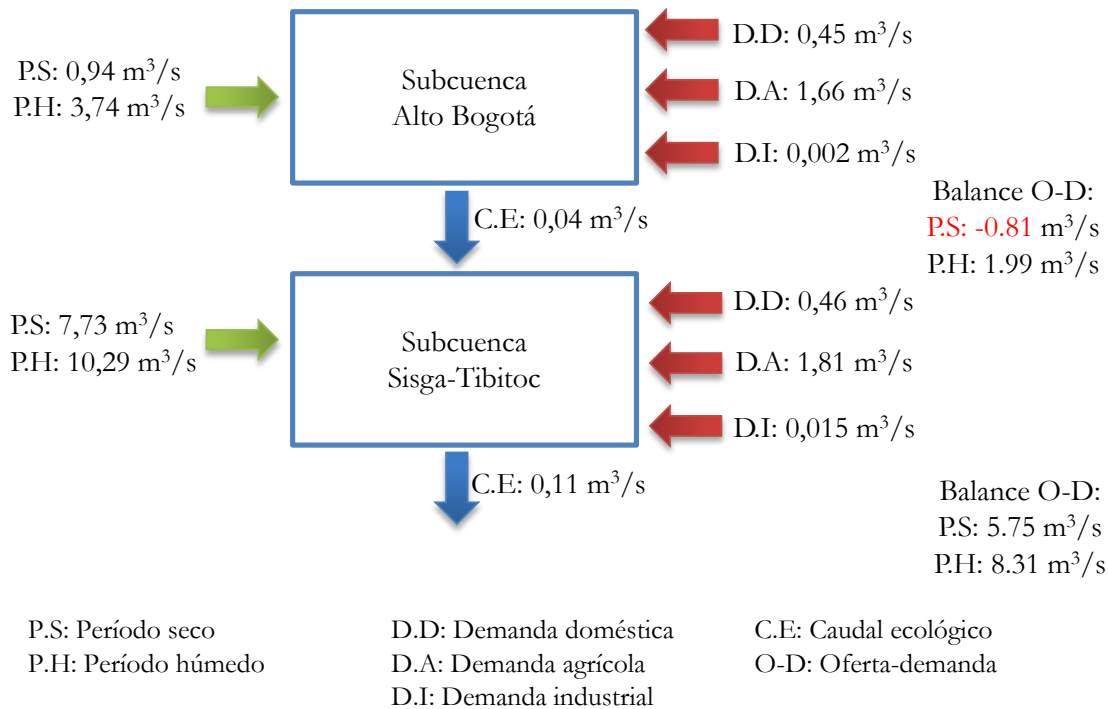 P.S: 0,94 m³/s
P.H: 3,74 m³/s
Subcuenca
Alto Bogotá
D.D: 0,45 m³/s
D.A: 1,66 m³/s
D.I: 0,002 m³/s
C.E: 0,04 m³/s
Balance O-D:
P.S: -0.81 m³/s
P.H: 1.99 m³/s
P.S: 7,73 m³/s
P.H: 10,29 m³/s
Subcuenca
Sisga-Tibitoc
D.D: 0,46 m³/s
D.A: 1,81 m³/s
D.I: 0,015 m³/s
C.E: 0,11 m³/s
Balance O-D:
P.S: 5.75 m³/s
P.H: 8.31 m³/s
P.S: Período seco
P.H: Período húmedo
D.D: Demanda doméstica
D.A: Demanda agrícola
D.I: Demanda industrial
C.E: Caudal ecológico
O-D: Oferta-demanda